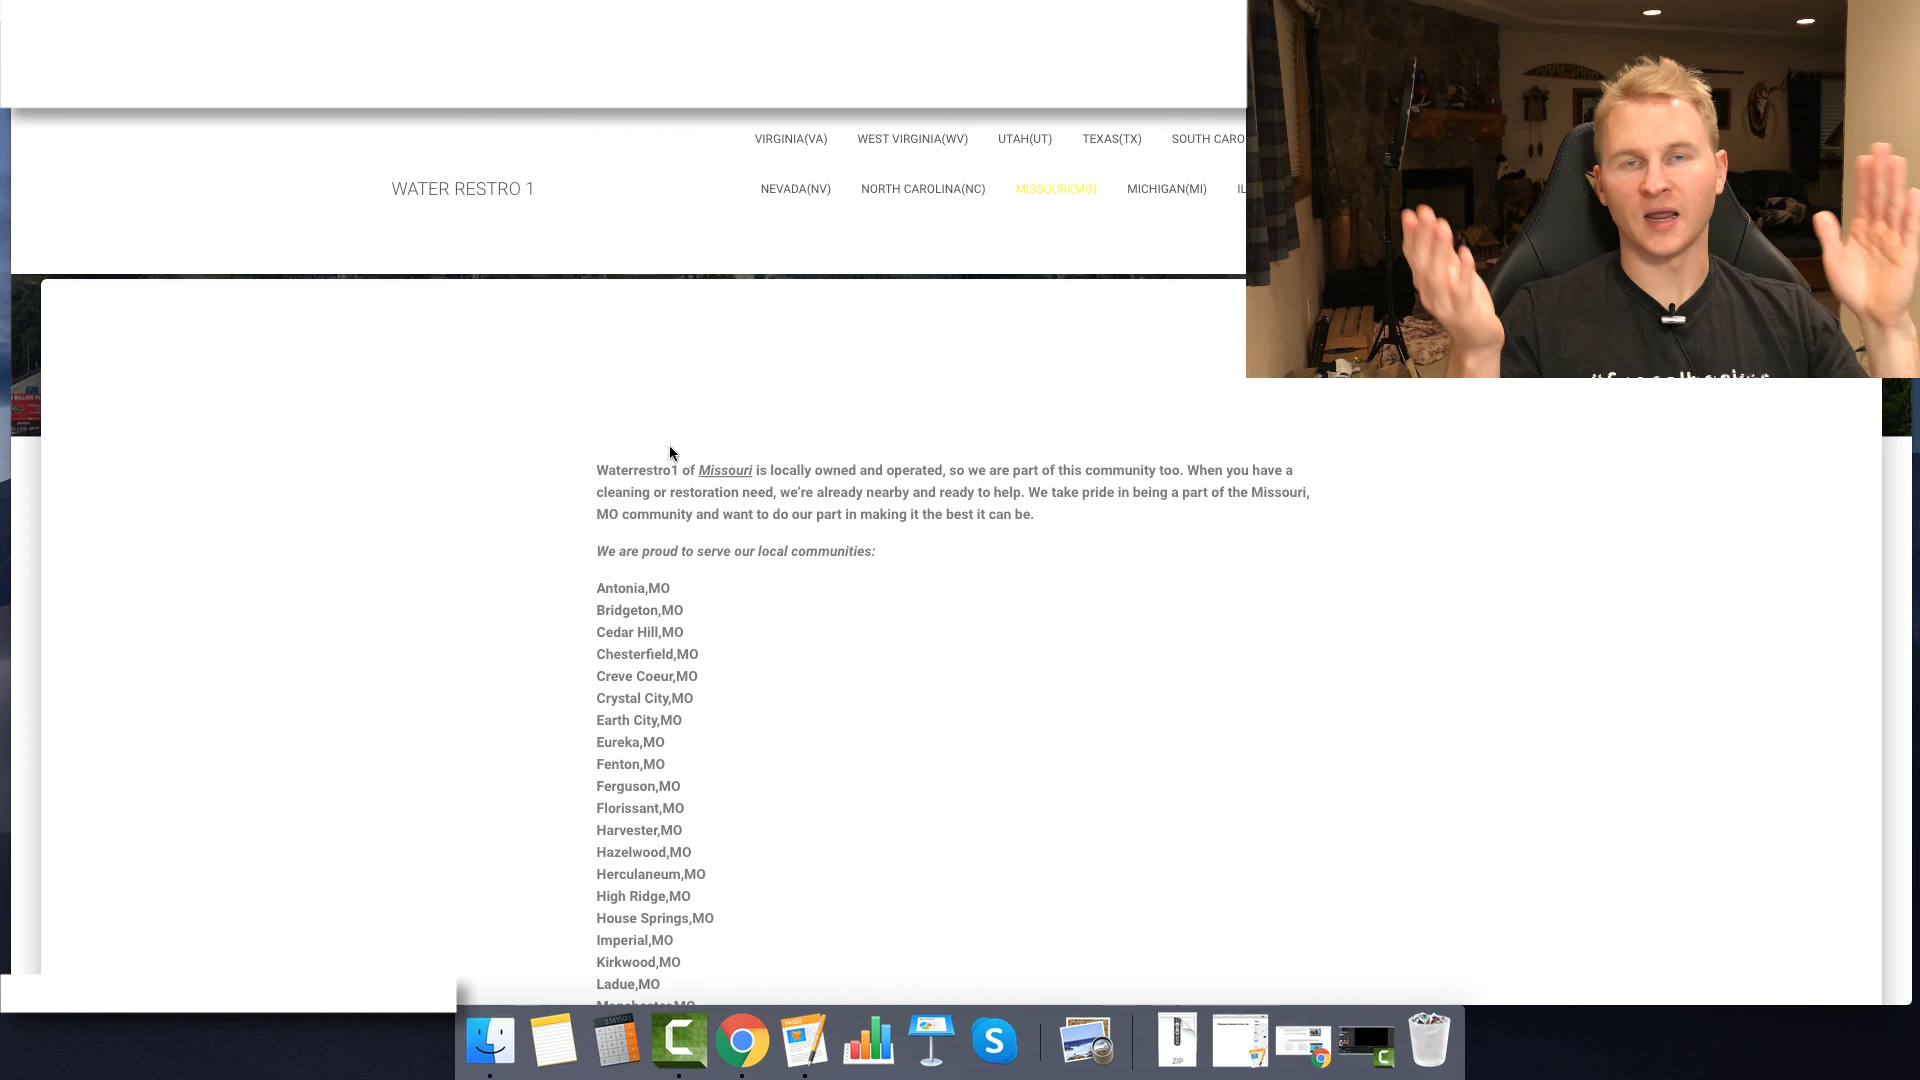 VIRGINIA(VA) WEST VIRGINIA(WV) UTAH(UT) TEXAS(TX) SOUTH CARO
WATER RESTRO 1
NEVADA(NV) NORTH CAROLINA(NC) MISSOURI(MO) MICHIGAN(MI) IL
Waterrestro1 of Missouri is locally owned and operated, so we are part of this community too. When you have a
cleaning or restoration need, we’re already nearby and ready to help. We take pride in being a part of the Missouri,
MO community and want to do our part in making it the best it can be.
We are proud to serve our local communities:
Antonia,MO
Bridgeton,MO
Cedar Hill,MO
Chesterfield,MO
Creve Coeur,MO
Crystal City,MO
Earth City,MO
Eureka,MO
Fenton,MO
Ferguson,MO
Florissant,MO
Harvester,MO
Hazelwood,MO
Herculaneum,MO
High Ridge,MO
House Springs,MO
Imperial,MO
Kirkwood,MO
Ladue,MO
ZIP